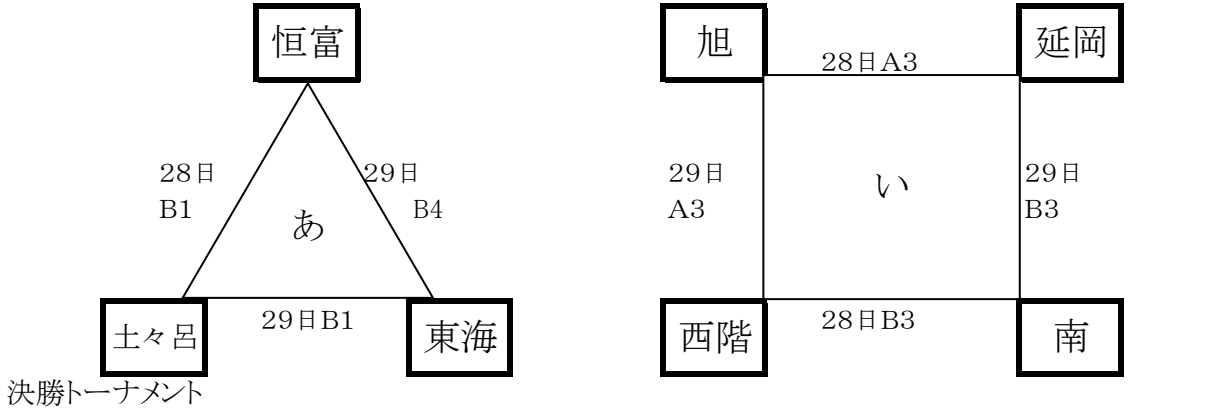 恒富
旭
延岡
28日A3
28日
B1
29日
B4
あ
29日
A3
い
29日
B3
29日B1
28日B3
土々呂
東海
西階
南
決勝トーナメント